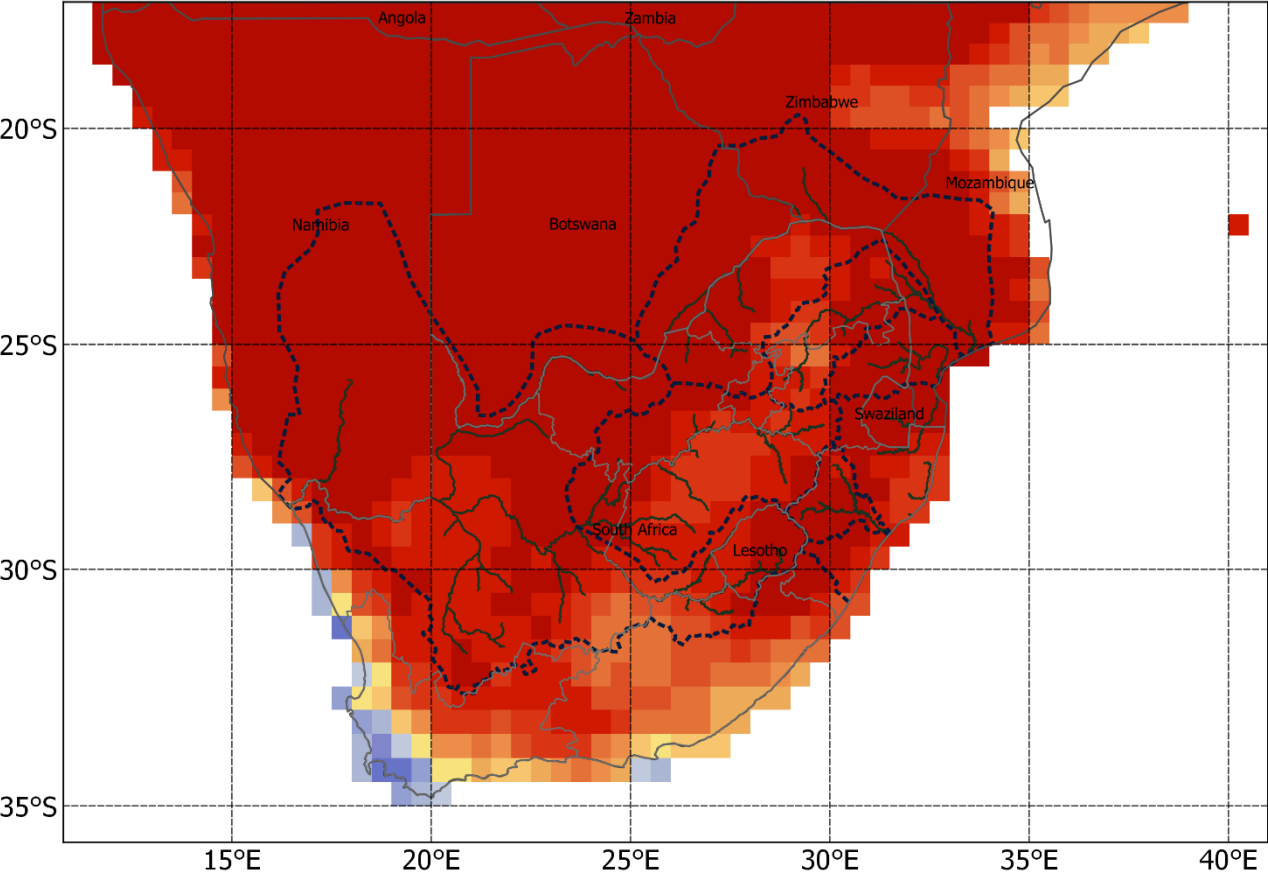 Angola
Zambia
Zimbabwe
20°S
Mozambique
Namibia
Botswana
25°S
Swaziland
South Africa
Lesotho
30°S
35°S
15°E
20°E
25°E
30°E
35°E
40°E